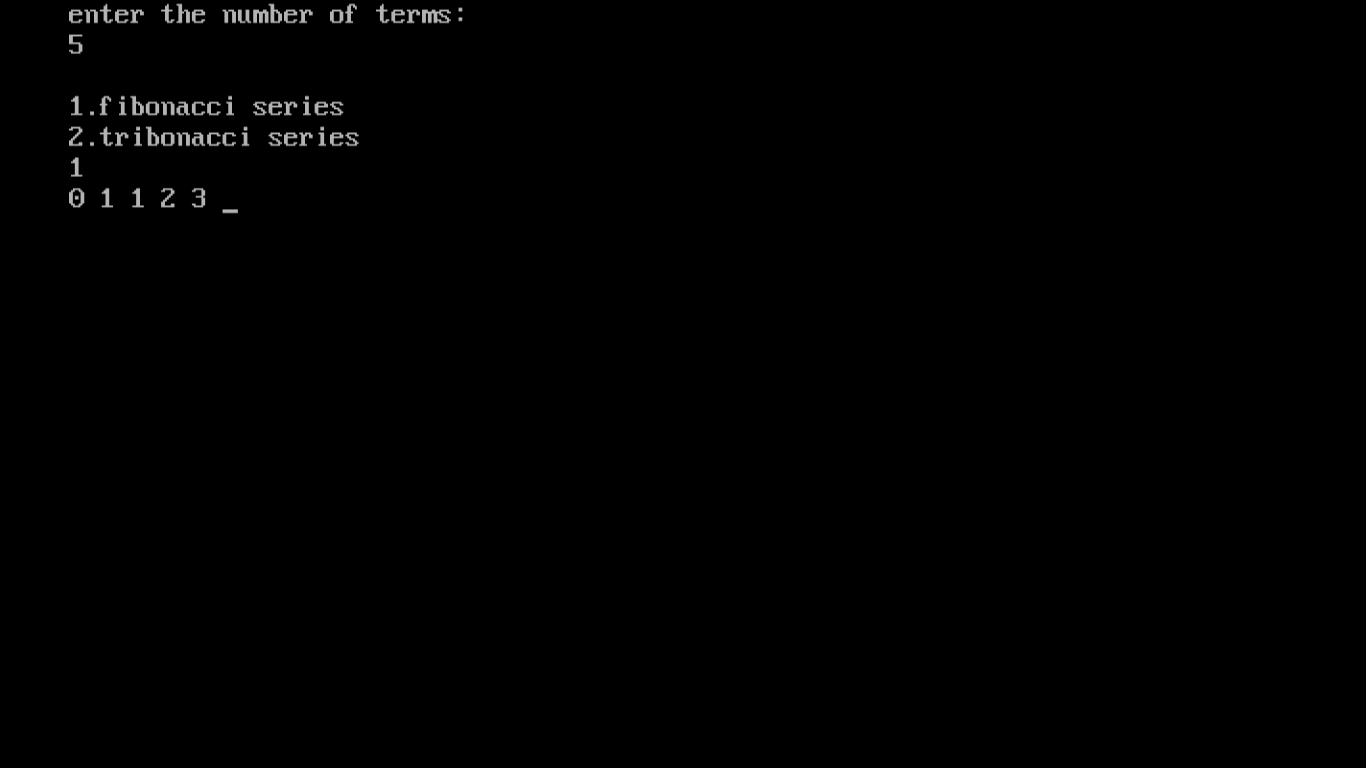 enter the number of terms:
5
1.fibonacci series
2.tribonacci series
1
0 1 1 2 3 _